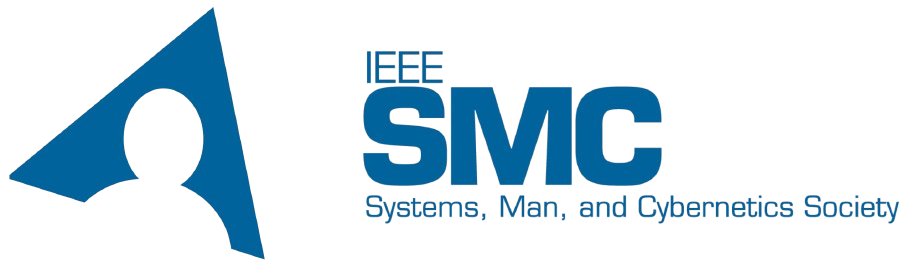 IEEE
SMC
Systems, Man, and Cybernetics Society